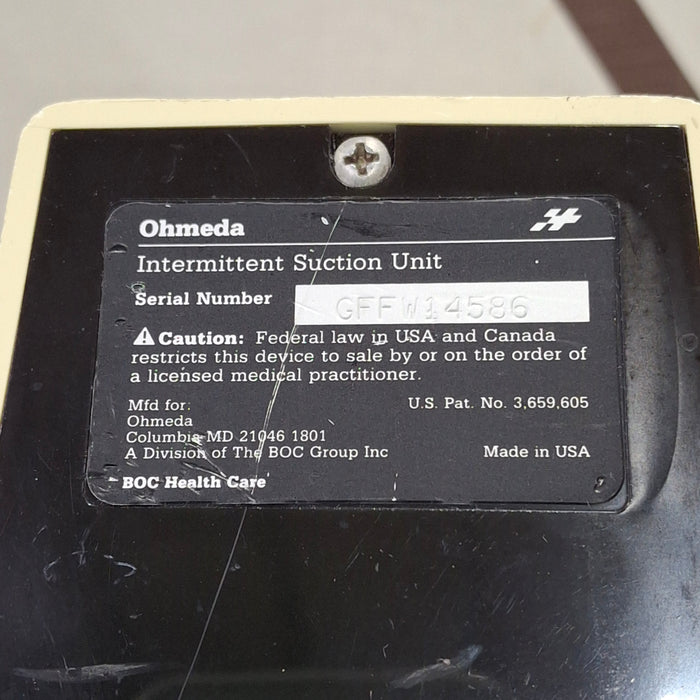 Ohmeda
Intermittent Suction Unit
Serial Number GFFW14586
Caution: Federal law in USA and Canada
restricts this device to sale by or on the order of
a licensed medical practitioner.
Mfd for: U.S. Pat. No. 3,659,605
Ohmeda
Columbia MD 21046 1801
A Division of The BOC Group Inc Made in USA
BOC Health Care